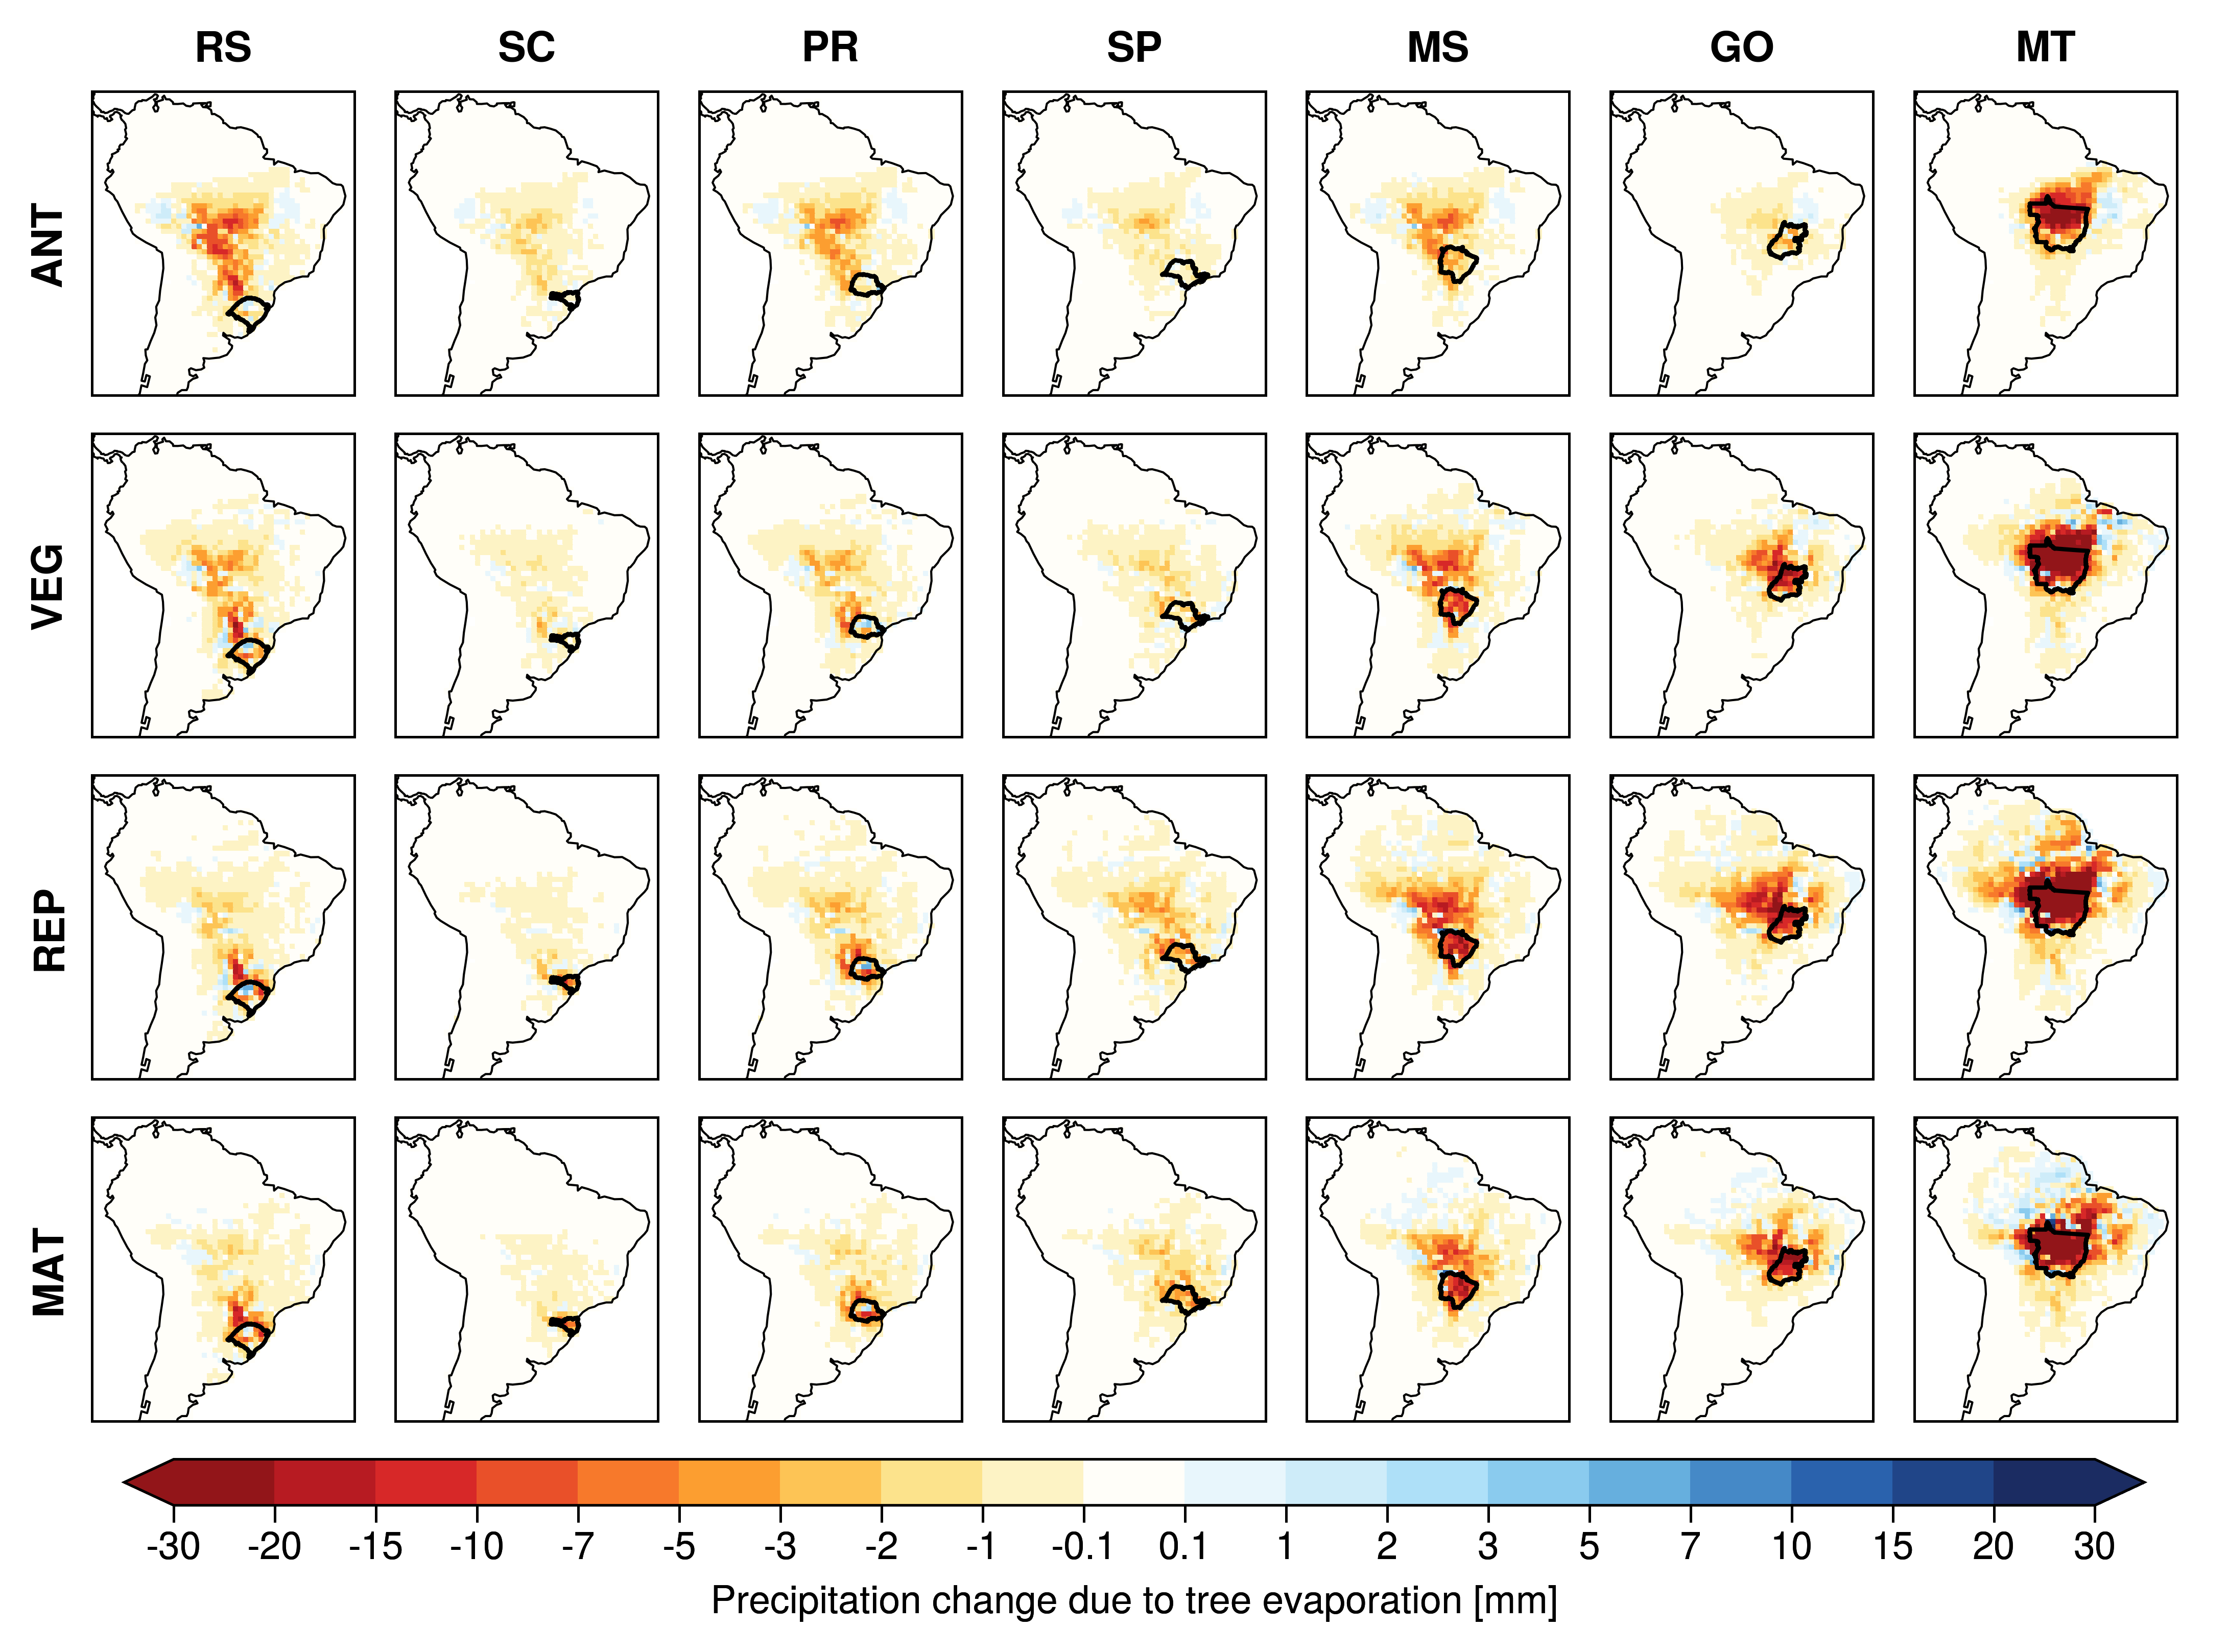 RS SC PR SP MS GO MT
ANT
VEG
REP
MAT
-30 -20 -15 -10 -7 -5 -3 -2 -1 -0.1 0.1 1 2 3 5 7 10 15 20 30
Precipitation change due to tree evaporation [mm]